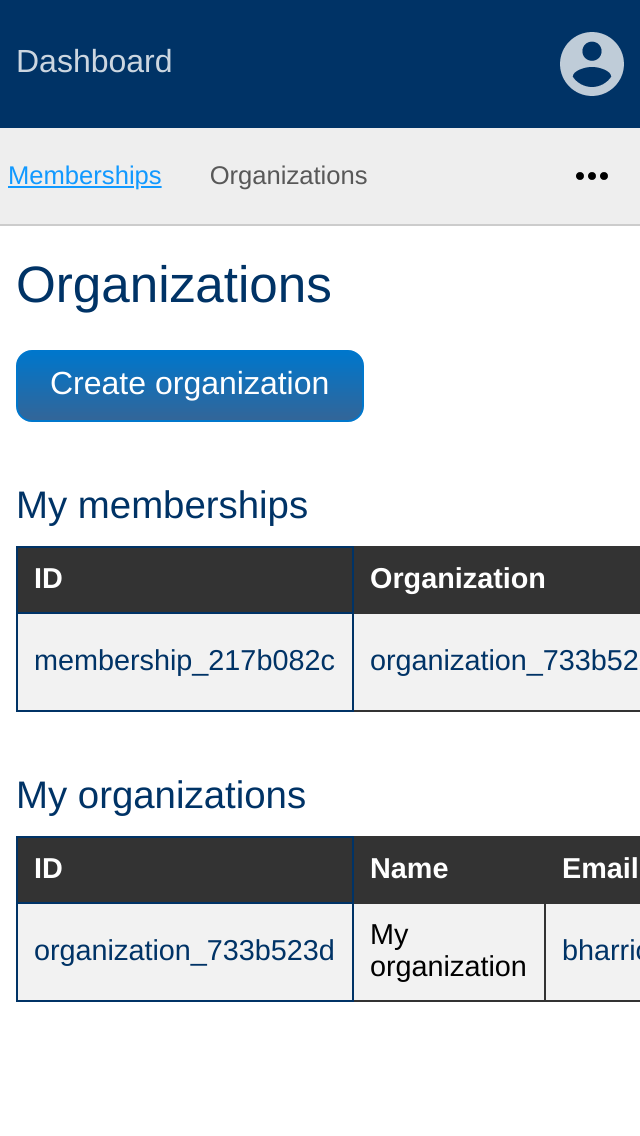 Dashboard
Memberships Organizations
Organizations
Create organization
My memberships
ID Organization
membership_217b082c organization_733b52
My organizations
ID Name Email
organization_733b523d My organization